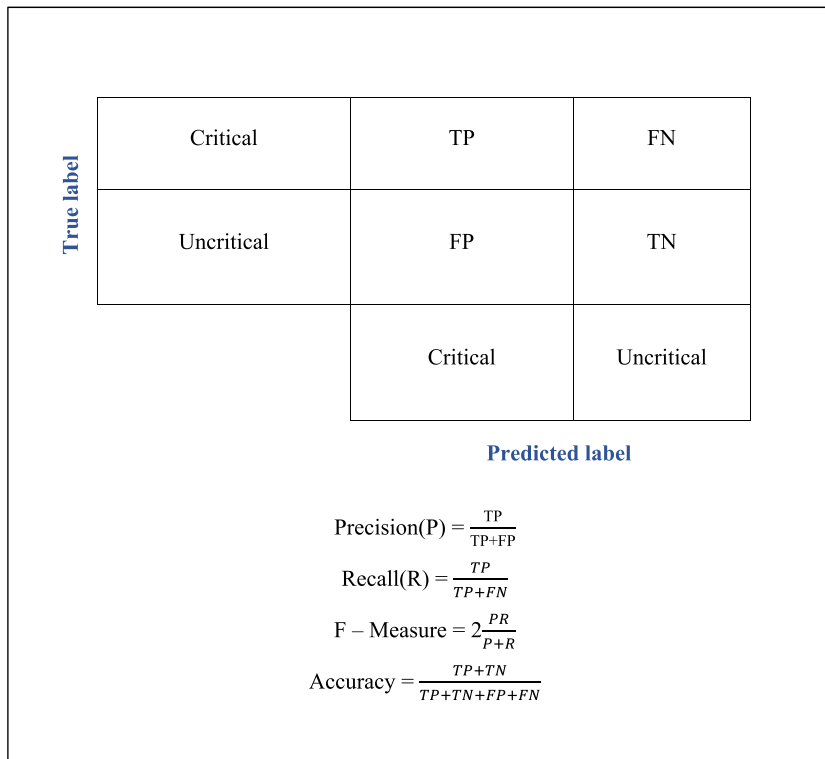 True label
Critical TP FN
Uncritical FP TN
Critical Uncritical
Predicted label
Precision(P) = TP/TP+FP
Recall(R) = TP/TP+FN
F – Measure = 2 PR/P+R
Accuracy = TP+TN/TP+TN+FP+FN